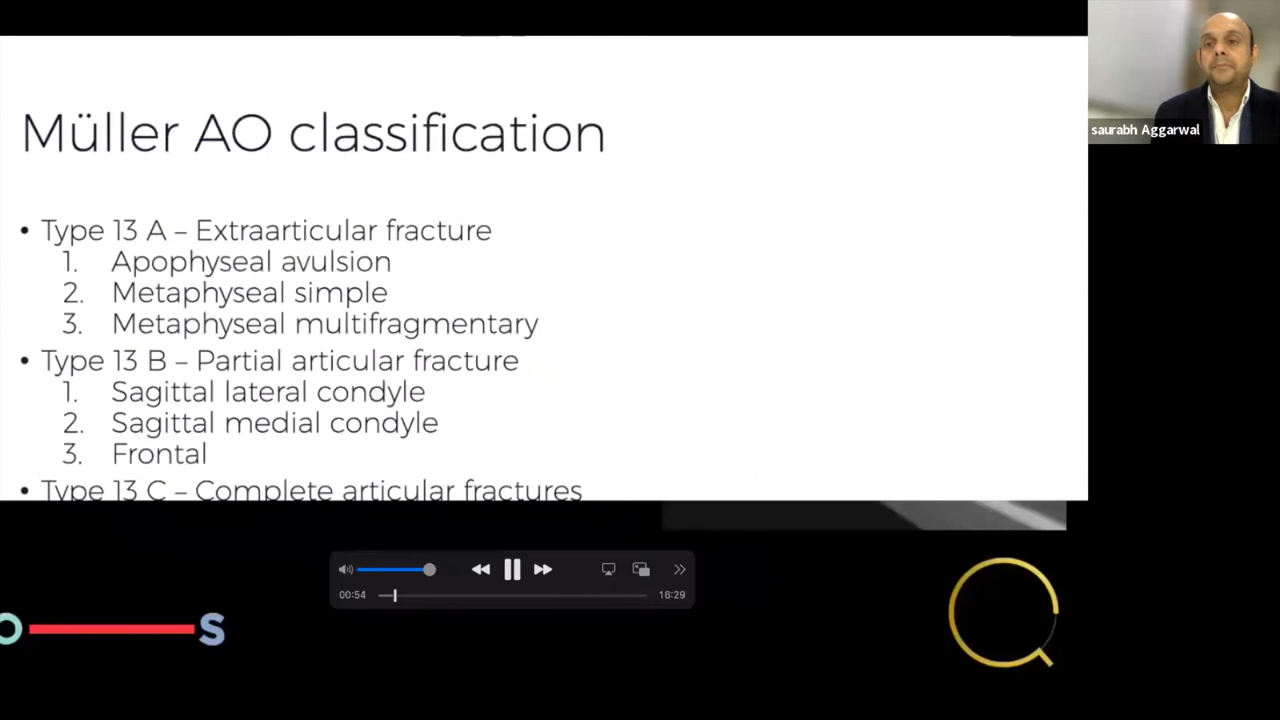 Müller AO classification
• Type 13 A – Extraarticular fracture
1. Apophyseal avulsion
2. Metaphyseal simple
3. Metaphyseal multifragmentary
• Type 13 B – Partial articular fracture
1. Sagittal lateral condyle
2. Sagittal medial condyle
3. Frontal
• Type 13 C – Complete articular fractures
saurabh Aggarwal
00:54
16:29
O S